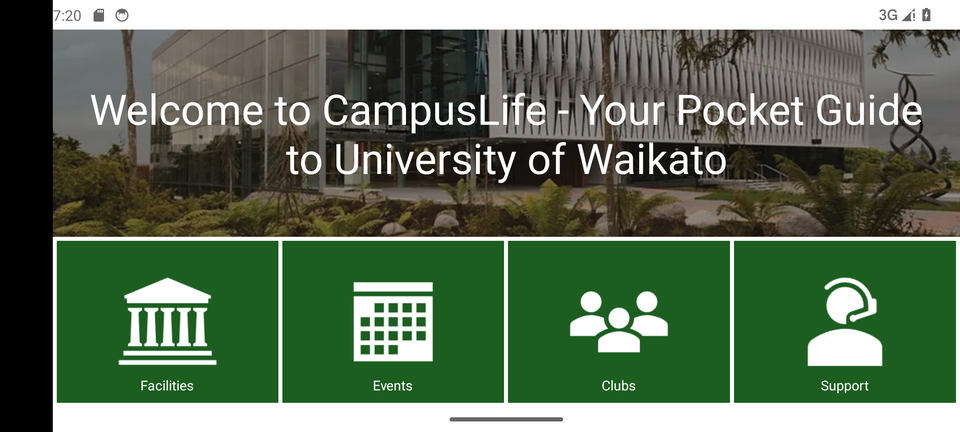 7:20
3G
Welcome to CampusLife - Your Pocket Guide
to University of Waikato
Facilities
Events
Clubs
Support